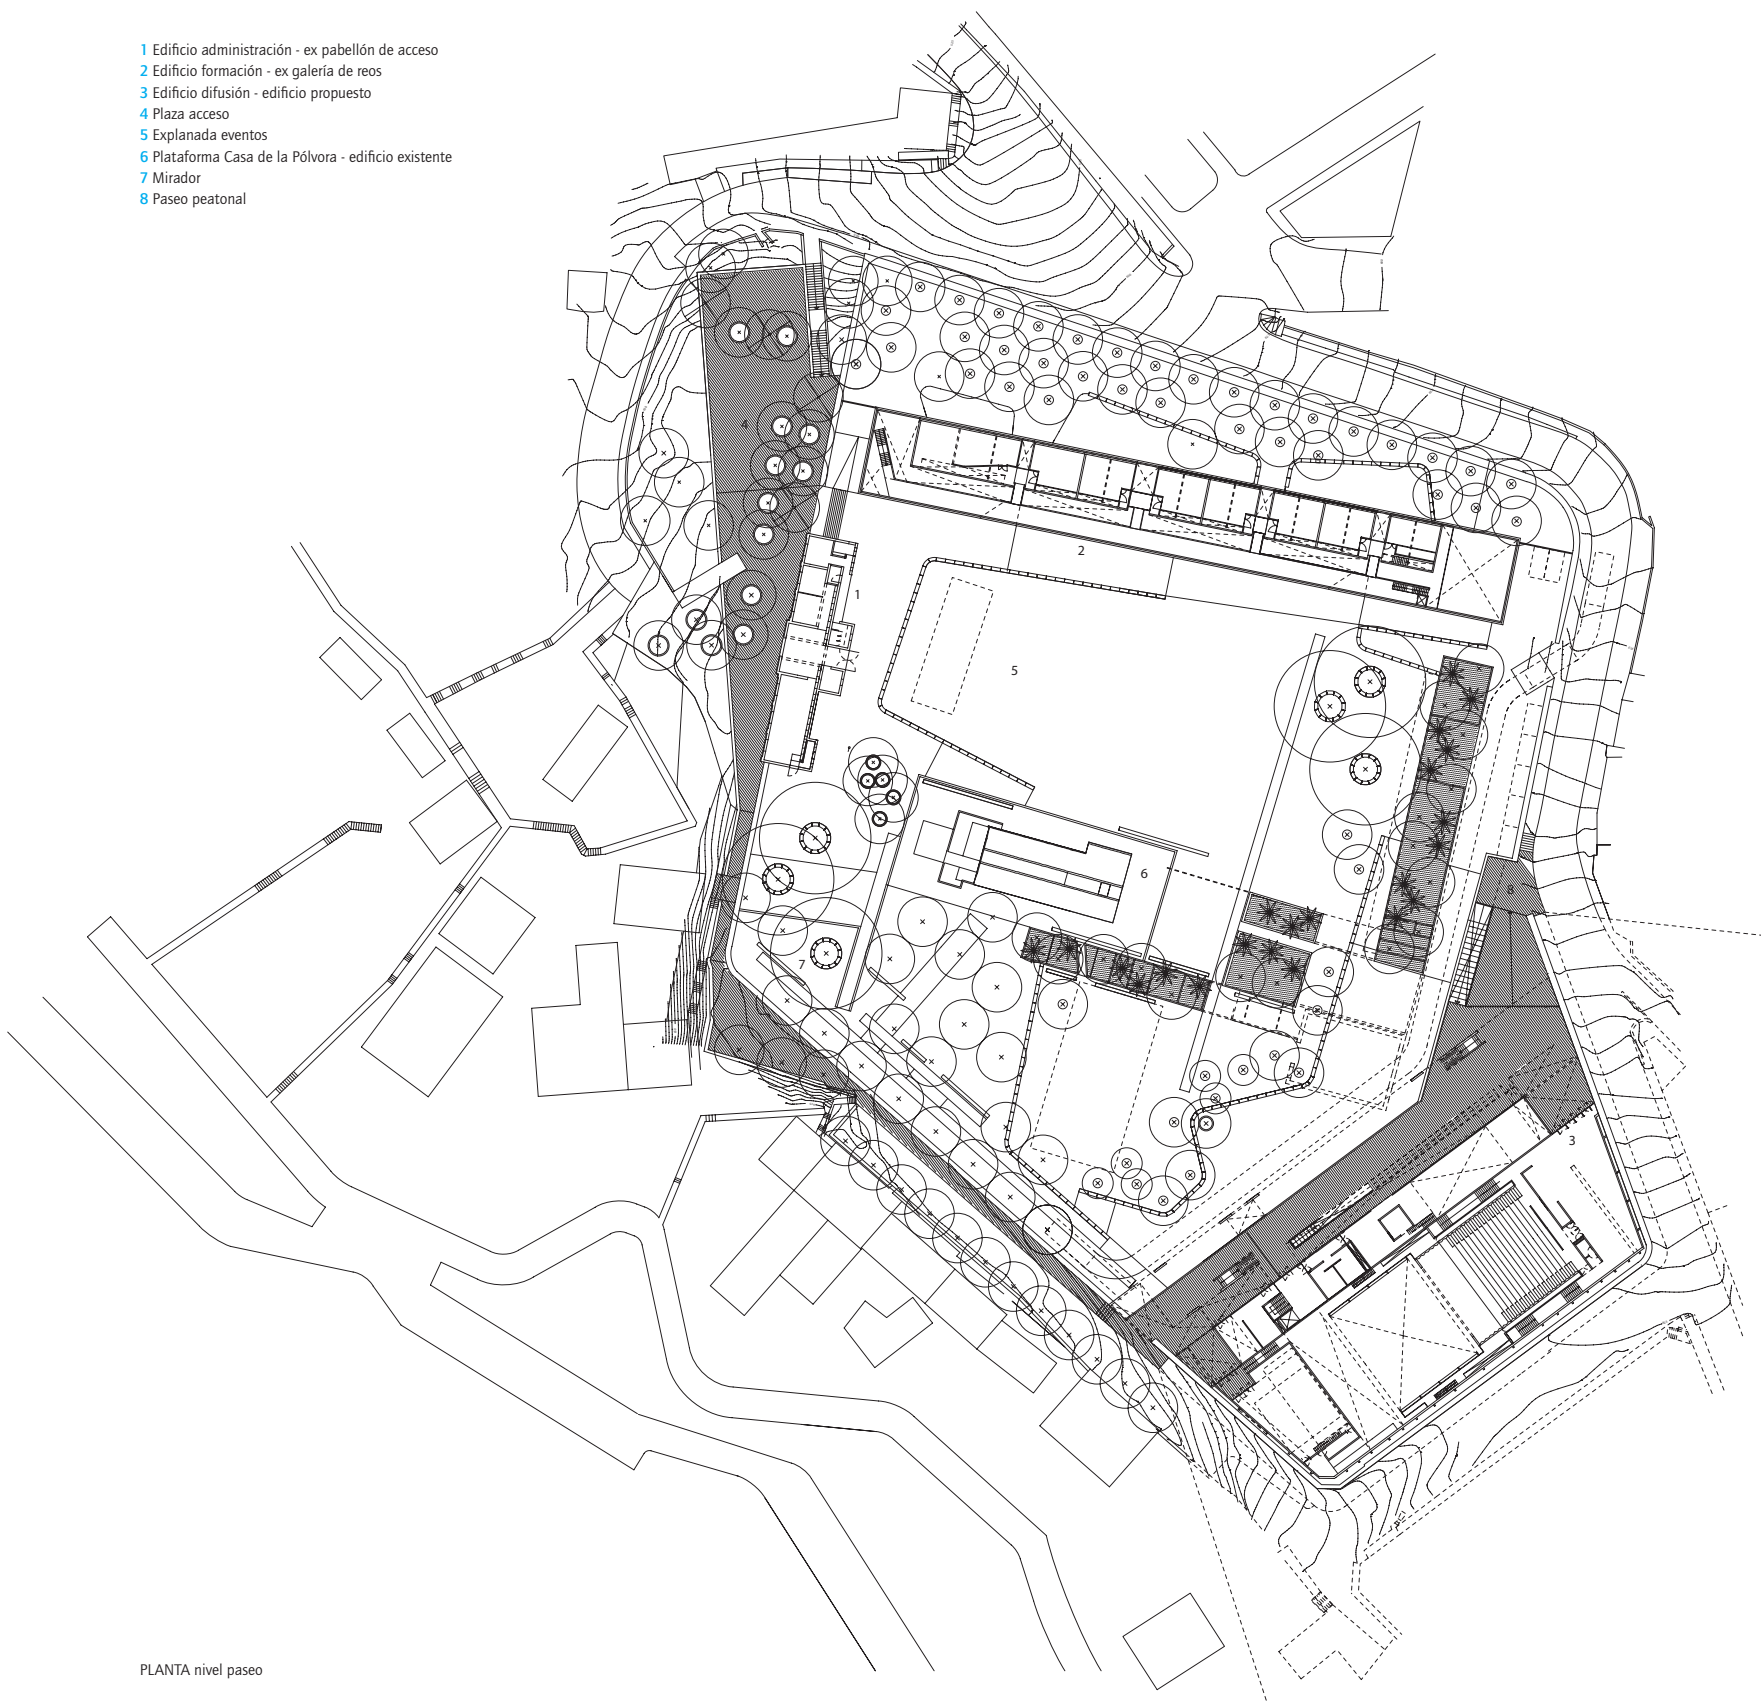 1 Edificio administración - ex pabellón de acceso
2 Edificio formación - ex galería de reos
3 Edificio difusión - edificio propuesto
4 Plaza acceso
5 Explanada eventos
6 Plataforma Casa de la Pólvora - edificio existente
7 Mirador
8 Paseo peatonal
4
2
1
5
6
8
7
3
PLANTA nivel paseo